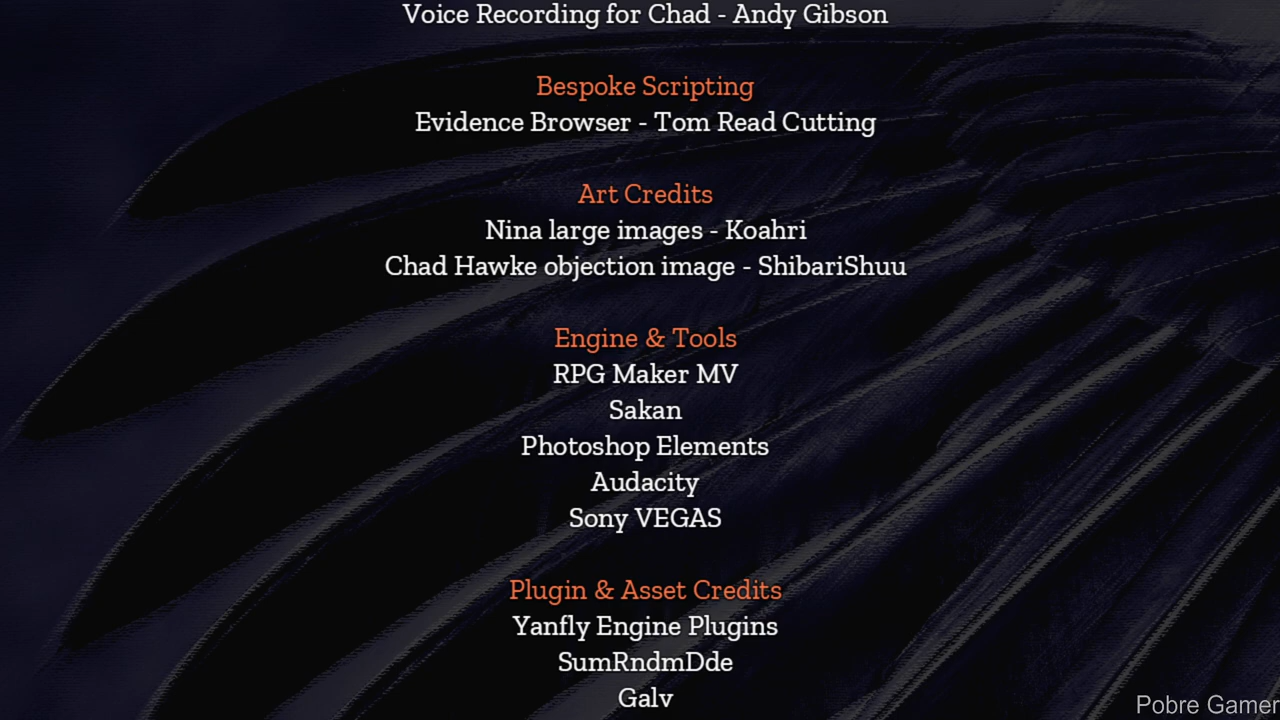 Voice Recording for Chad - Andy Gibson
Bespoke Scripting
Evidence Browser - Tom Read Cutting
Art Credits
Nina large images - Koahri
Chad Hawke objection image - ShibariShuu
Engine & Tools
RPG Maker MV
Sakan
Photoshop Elements
Audacity
Sony VEGAS
Plugin & Asset Credits
Yanfly Engine Plugins
SumRndmDde
Galv
Pobre Gamer